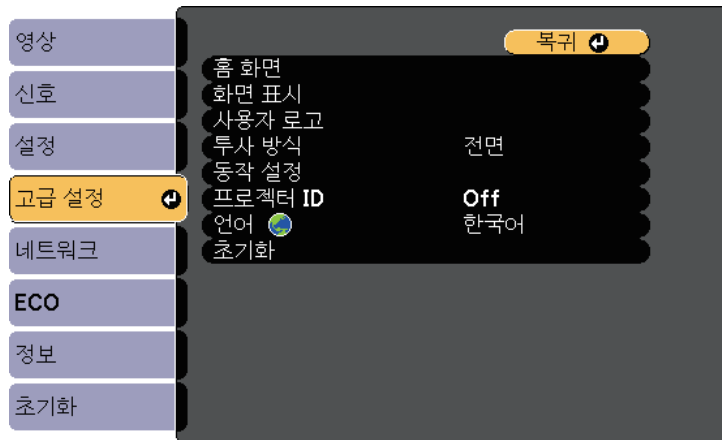 영상
신호
설정
고급 설정
네트워크
ECO
정보
초기화
복귀
홈 화면
화면 표시
사용자 로고
투사 방식 전면
동작 설정
프로젝터 ID Off
언어 한국어
초기화